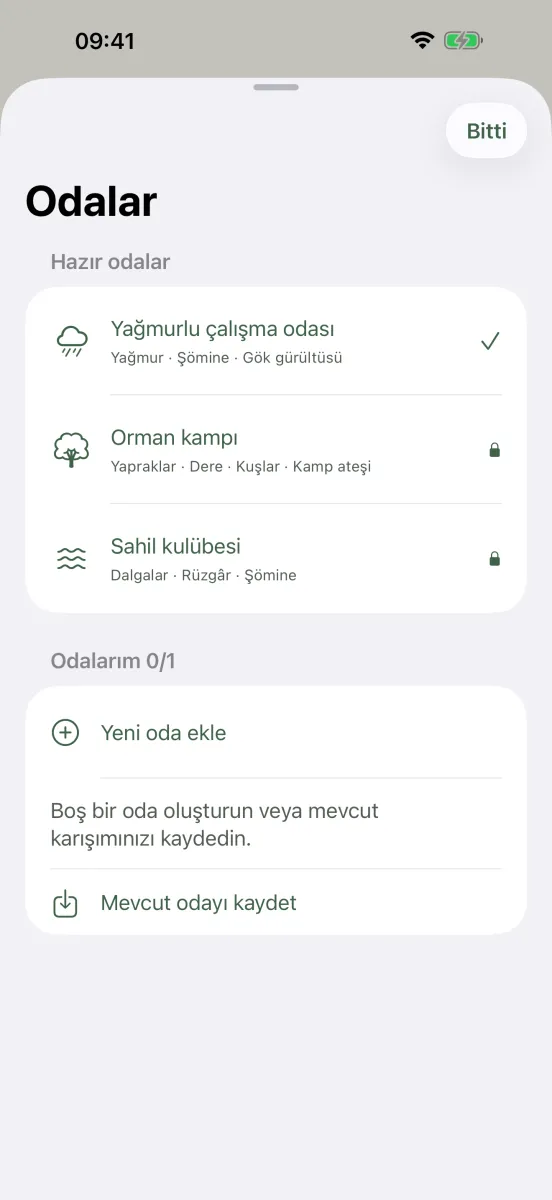 09:41
Bitti
Odalar
Hazır odalar
Yağmurlu çalışma odası
Yağmur · Şömine · Gök gürültüsü
Orman kampı
Yapraklar · Dere · Kuşlar · Kamp ateşi
Sahil kulübesi
Dalgalar · Rüzgâr · Şömine
Odalarım 0/1
Yeni oda ekle
Boş bir oda oluşturun veya mevcut
karışımınızı kaydedin.
Mevcut odayı kaydet